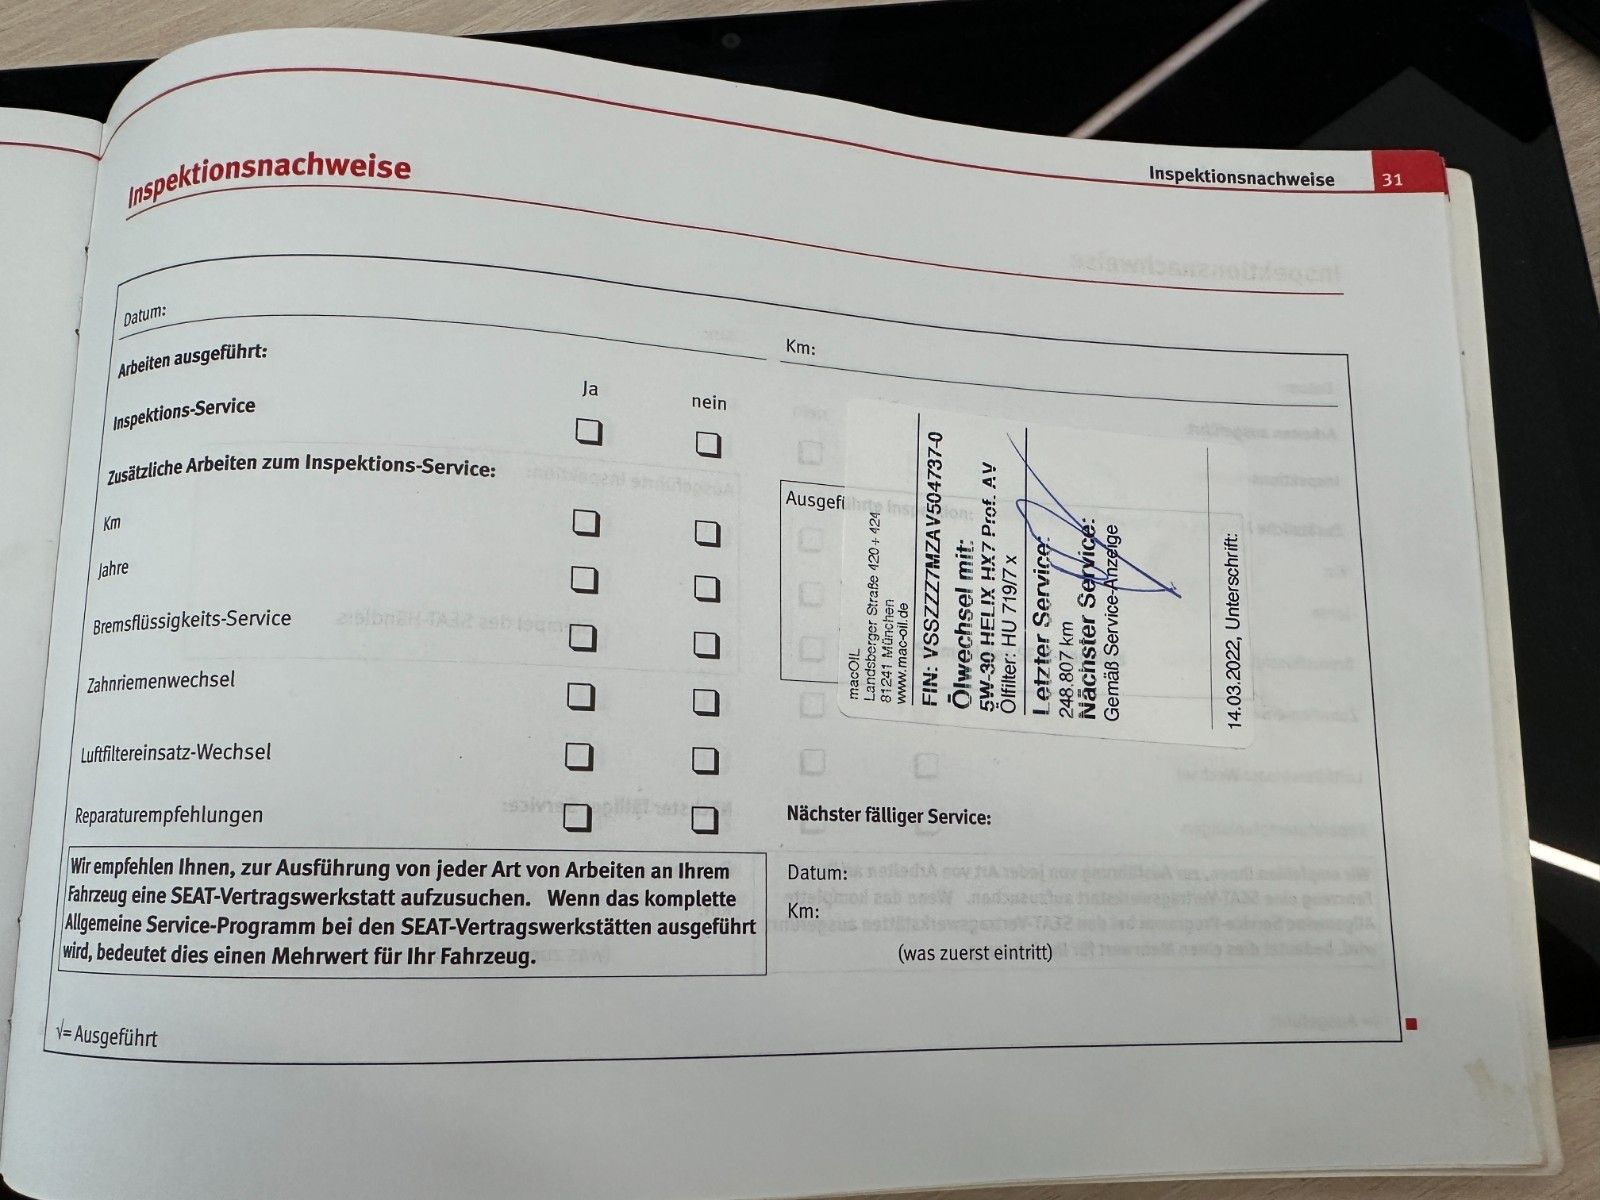 Inspektionsnachweise
Inspektionsnachweise 31
Datum:
Km:
Arbeiten ausgeführt:
Ja
nein
Inspektions-Service
Zusätzliche Arbeiten zum Inspektions-Service:
Km
Jahre
Bremsflüssigkeits-Service
Zahnriemenwechsel
Luftfiltereinsatz-Wechsel
Reparaturempfehlungen
Wir empfehlen Ihnen, zur Ausführung von jeder Art von Arbeiten an Ihrem
Fahrzeug eine SEAT-Vertragswerkstatt aufzusuchen. Wenn das komplette
Allgemeine Service-Programm bei den SEAT-Vertragswerkstätten ausgeführt
wird, bedeutet dies einen Mehrwert für Ihr Fahrzeug.
√= Ausgeführt
Ausgeführte Inspektion:
macOIL
Landsberger Straße 420 + 424
81241 München
www.mac-oil.de
FIN: VSSZZZ7MZAV504737-0
Ölwechsel mit:
5W-30 HELIX HX7 Prof. AV
Ölfilter: HU 719/7 x
Letzter Service:
248.807 km
Nächster Service:
Gemäß Service-Anzeige
14.03.2022, Unterschrift:
Nächster fälliger Service:
Datum:
Km:
(was zuerst eintritt)